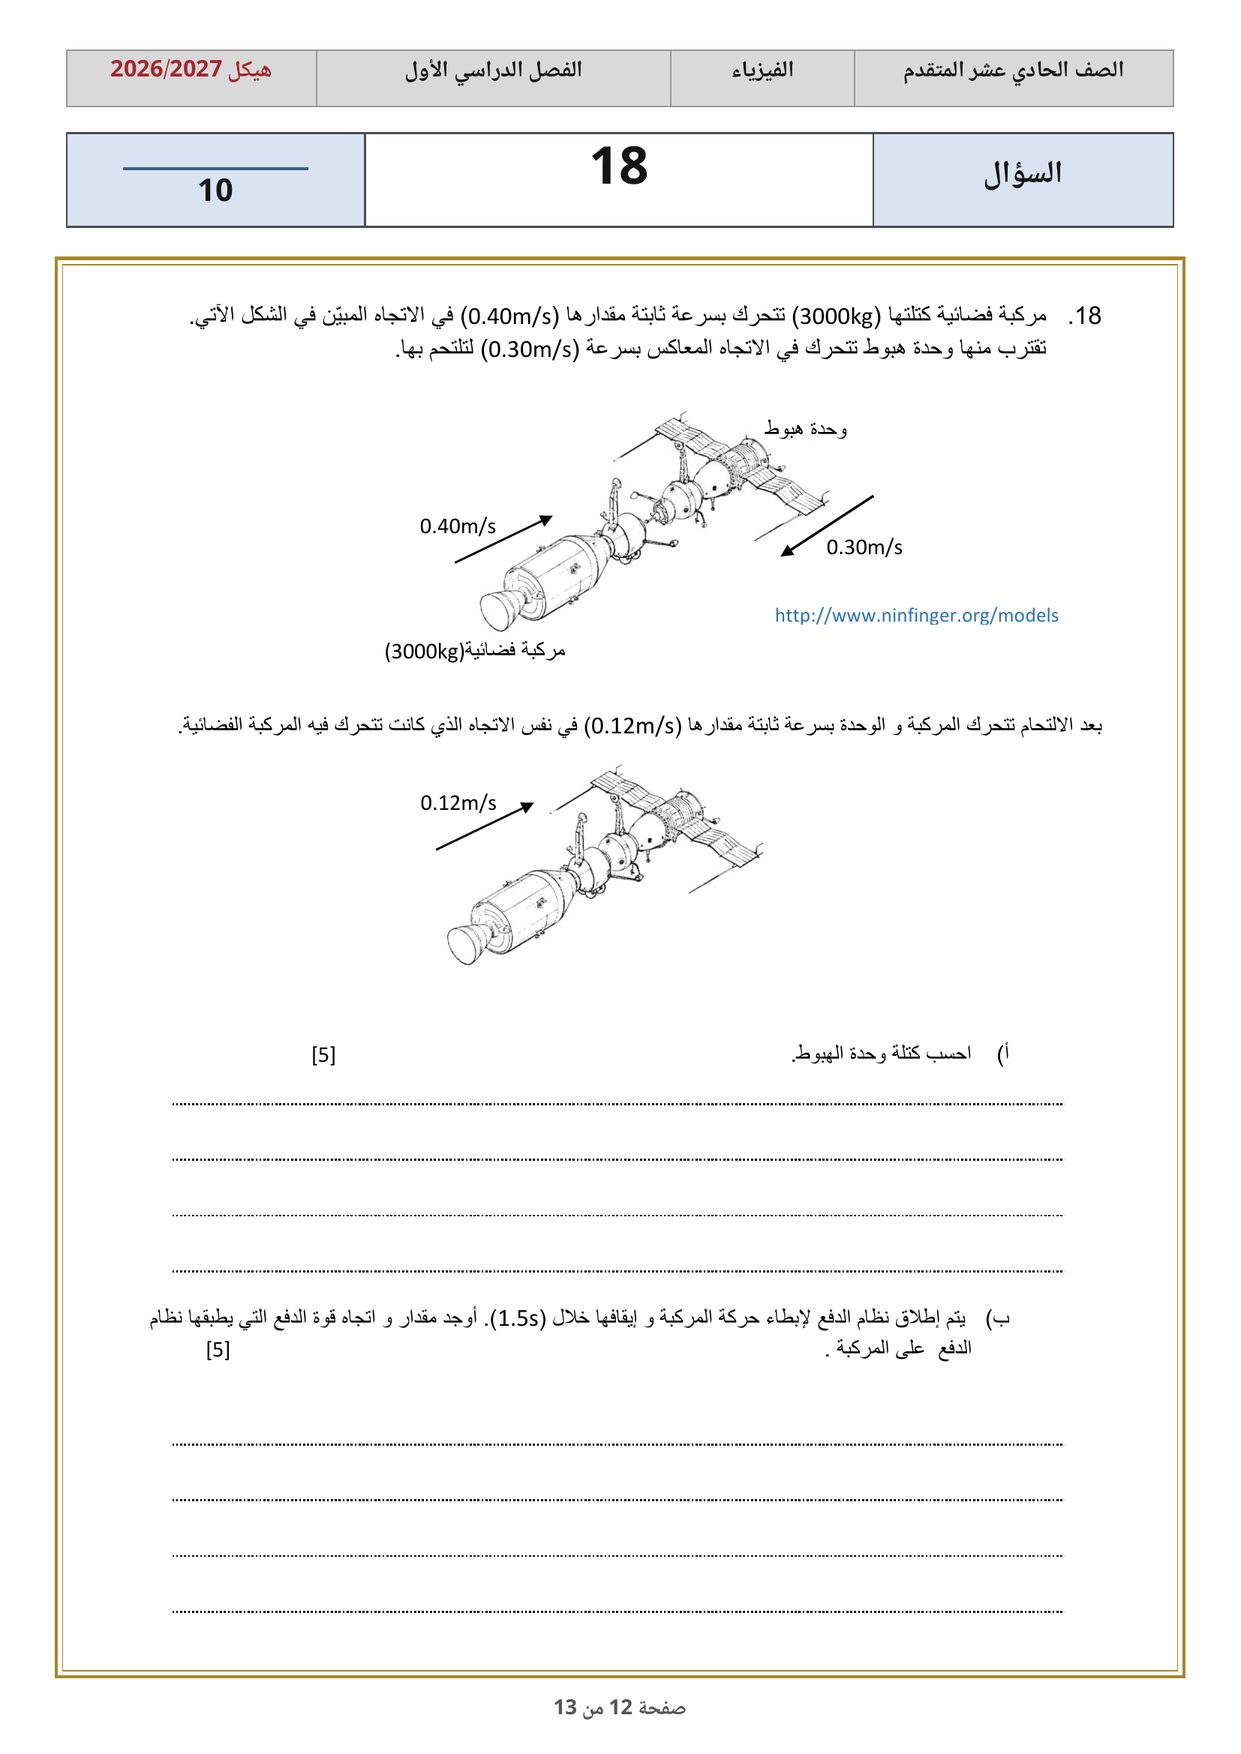 الصف الحادي عشر المتقدم
الفيزياء
الفصل الدراسي الأول
هيكل 2026/2027
السؤال
18
10
18. مركبة فضائية كتلتها (3000kg) تتحرك بسرعة ثابتة مقدارها (0.40m/s) في الاتجاه المبيّن في الشكل الآتي.
تقترب منها وحدة هبوط تتحرك في الاتجاه المعاكس بسرعة (0.30m/s) لتلتحم بها.
وحدة هبوط
0.40m/s
0.30m/s
http://www.ninfinger.org/models
مركبة فضائية(3000kg)
بعد الالتحام تتحرك المركبة و الوحدة بسرعة ثابتة مقدارها (0.12m/s) في نفس الاتجاه الذي كانت تتحرك فيه المركبة الفضائية.
0.12m/s
أ) احسب كتلة وحدة الهبوط. [5]
ب) يتم إطلاق نظام الدفع لإبطاء حركة المركبة و إيقافها خلال (1.5s). أوجد مقدار و اتجاه قوة الدفع التي يطبقها نظام
الدفع على المركبة . [5]
صفحة 12 من 13